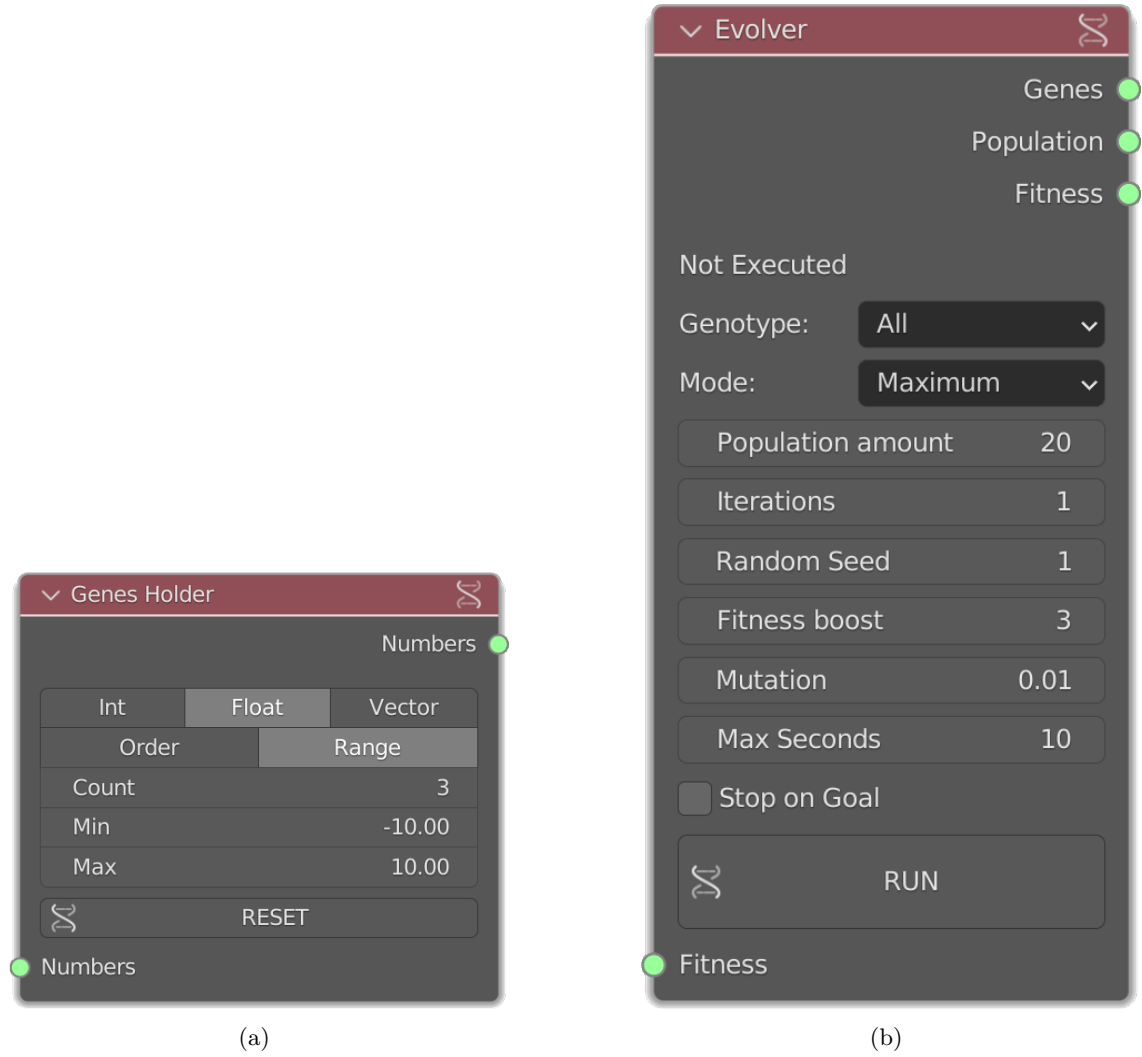 Genes Holder
Numbers
Int Float Vector
Order Range
Count 3
Min -10.00
Max 10.00
RESET
Numbers
(a)
Evolver
Genes
Population
Fitness
Not Executed
Genotype: All
Mode: Maximum
Population amount 20
Iterations 1
Random Seed 1
Fitness boost 3
Mutation 0.01
Max Seconds 10
Stop on Goal
RUN
Fitness
(b)